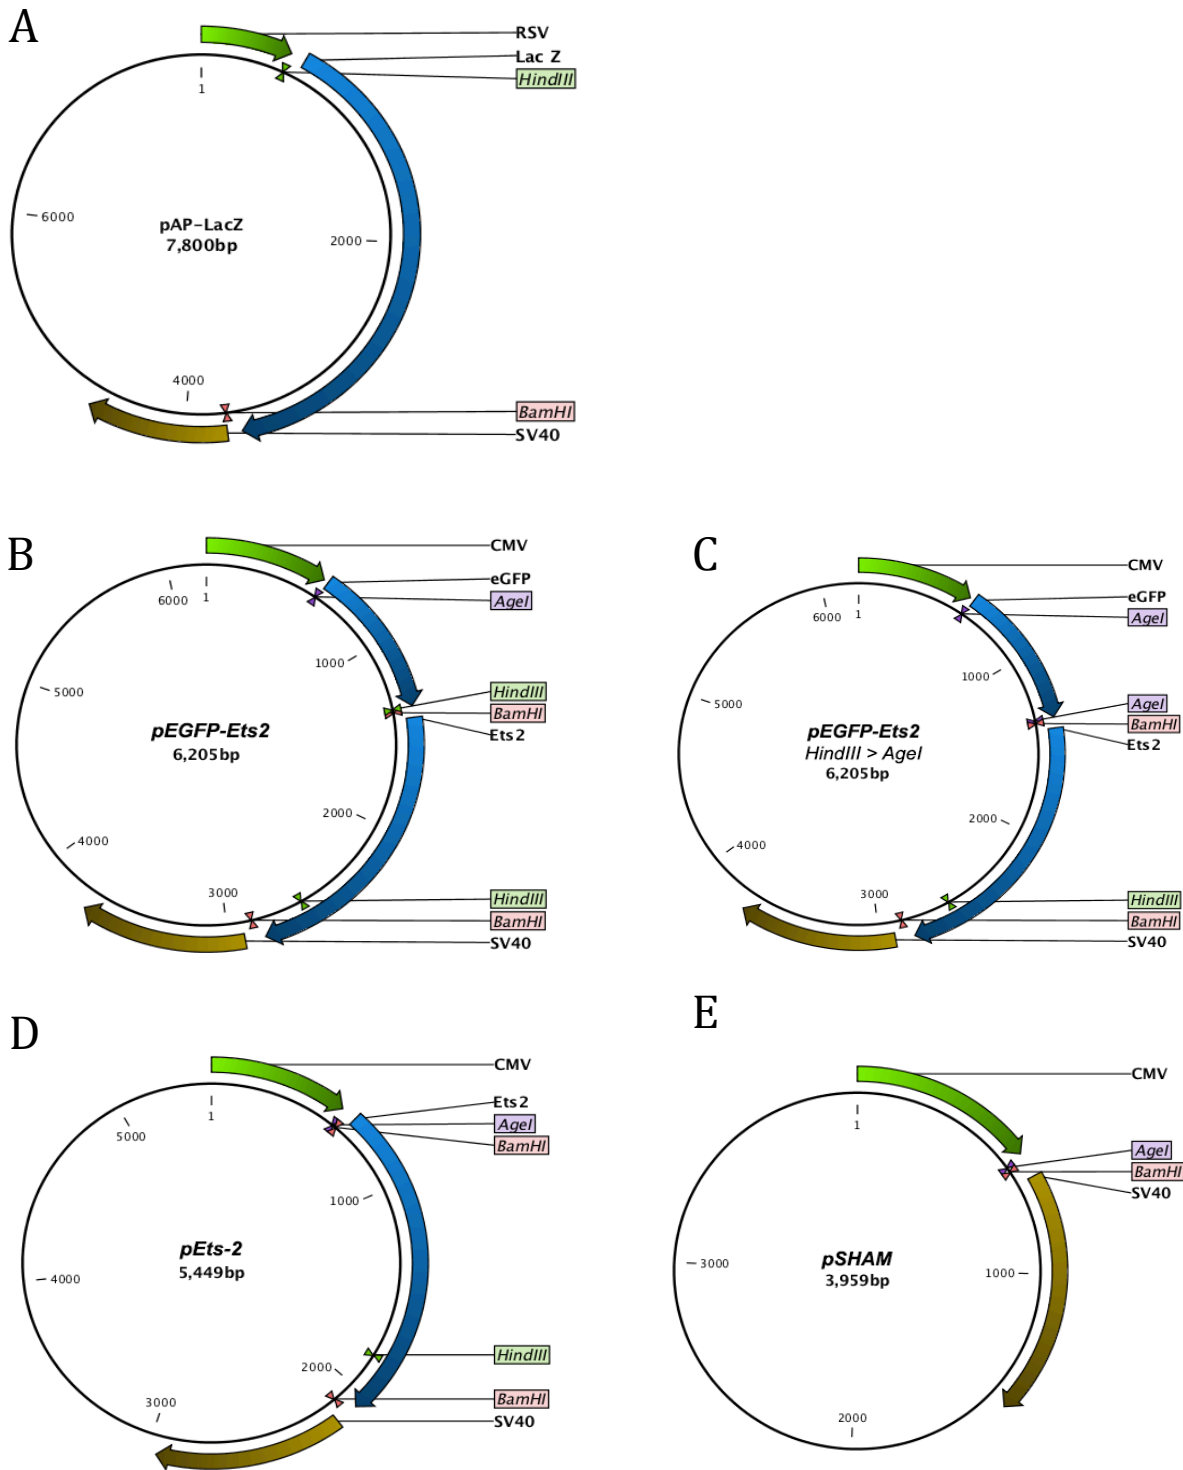 A
RSV
Lac Z
HindIII
1
6000
pAP-LacZ
7,800bp
2000
4000
BamHI
SV40
B
CMV
eGFP
AgeI
6000
1
1000
5000
HindIII
BamHI
Ets2
pEGFP-Ets2
6,205bp
2000
4000
3000
HindIII
BamHI
SV40
C
CMV
eGFP
AgeI
6000
1
1000
5000
AgeI
BamHI
Ets2
pEGFP-Ets2
HindIII > AgeI
6,205bp
2000
4000
3000
HindIII
BamHI
SV40
D
CMV
Ets2
AgeI
BamHI
1
5000
1000
pEts-2
5,449bp
4000
HindIII
2000
3000
BamHI
SV40
E
CMV
1
AgeI
BamHI
SV40
pSHAM
3,959bp
3000
1000
2000